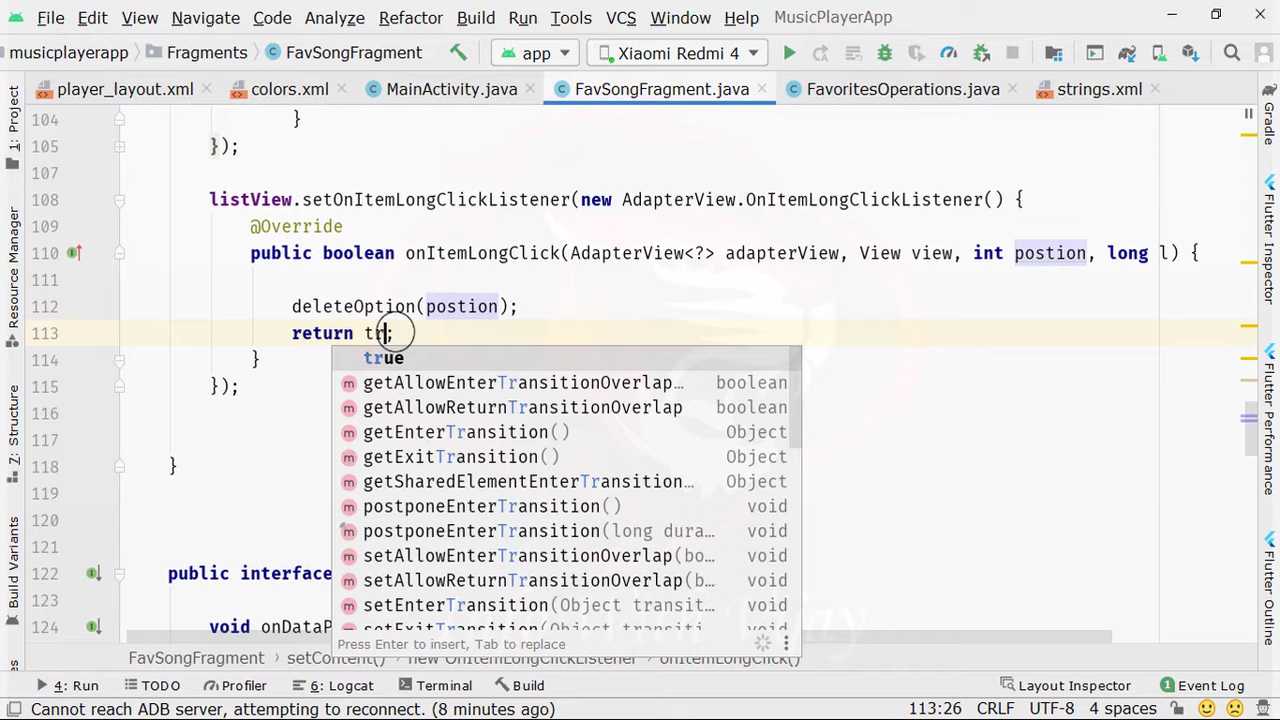 File Edit View Navigate Code Analyze Refactor Build Run Tools VCS Window Help MusicPlayerApp
musicplayerapp Fragments FavSongFragment app Xiaomi Redmi 4
player_layout.xml colors.xml MainActivity.java FavSongFragment.java FavoritesOperations.java strings.xml
1: Project
Resource Manager
Z: Structure
Build Variants
104 }
105 });
107
108 listView.setOnItemLongClickListener(new AdapterView.OnItemLongClickListener() {
109 @Override
110 public boolean onItemLongClick(AdapterView<?> adapterView, View view, int postion, long l) {
111
112 deleteOption(postion);
113 return tr;
114 }
115 });
116
117
118 }
119
120
121
122 public interface
123
124 void onDataP
true
m getAllowEnterTransitionOverlap… boolean
m getAllowReturnTransitionOverlap boolean
m getEnterTransition() Object
m getExitTransition() Object
m getSharedElementEnterTransition… Object
m postponeEnterTransition() void
m postponeEnterTransition(long dura… void
m setAllowEnterTransitionOverlap(bo… void
m setAllowReturnTransitionOverlap(b… void
m setEnterTransition(Object transit… void
m setExitTransition(Object transiti void
Press Enter to insert, Tab to replace
Gradle
Flutter Inspector
Flutter Performance
Flutter Outline
FavSongFragment setContent() new OnItemLongClickListener onItemLongClick()
4: Run TODO Profiler 6: Logcat Terminal Build Layout Inspector 1 Event Log
Cannot reach ADB server, attempting to reconnect. (8 minutes ago) 113:26 CRLF UTF-8 4 spaces